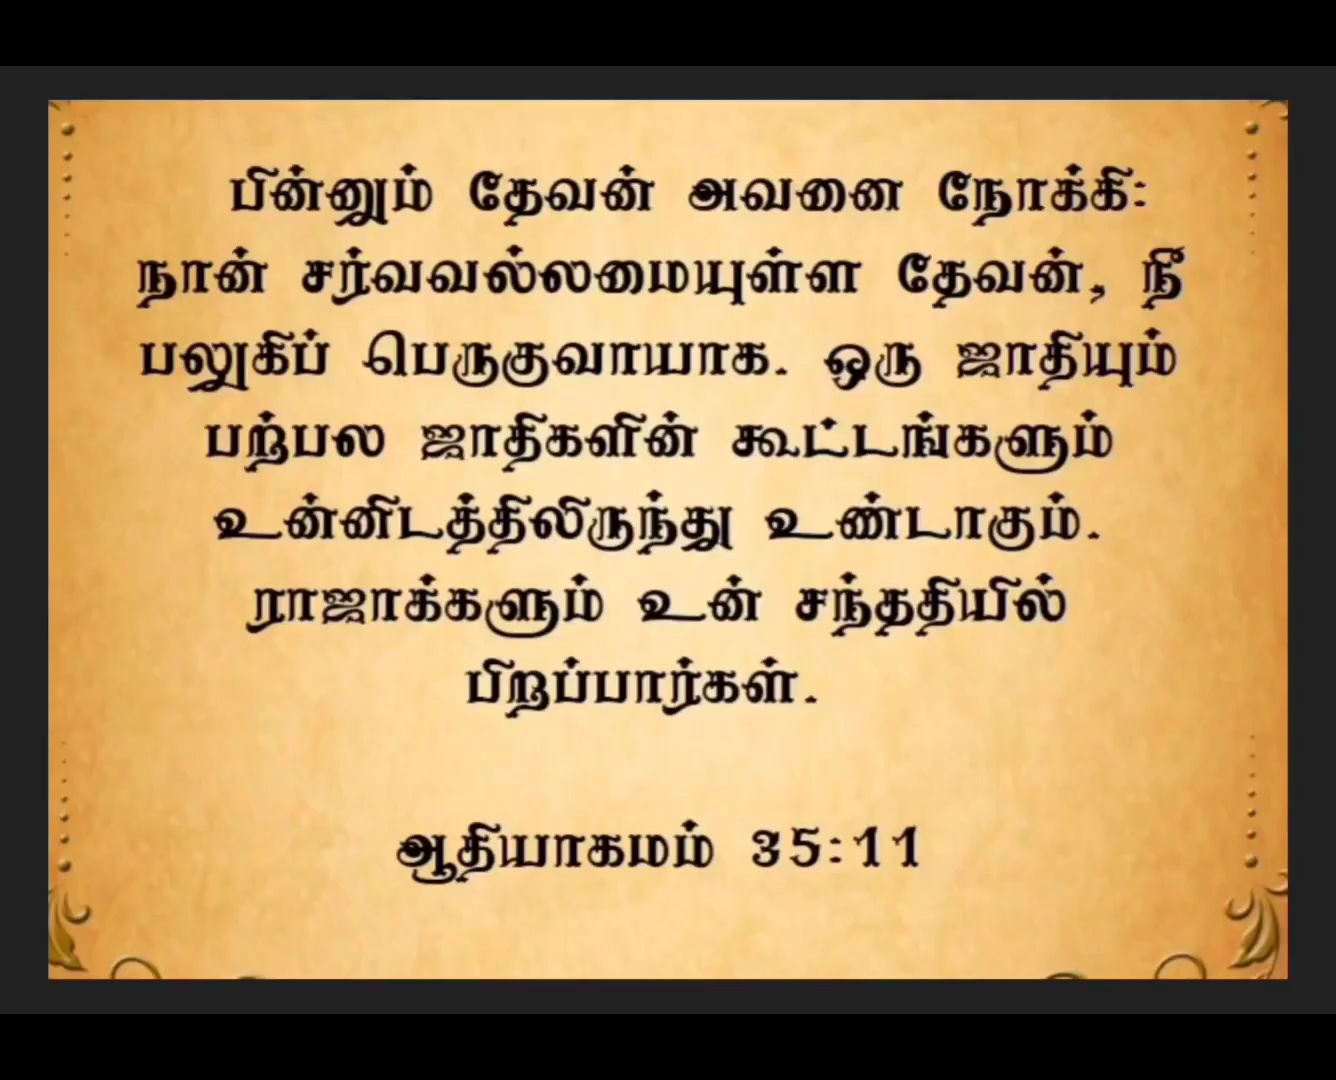 பின்னும் தேவன் அவனை நோக்கி:
நான் சர்வவல்லமையுள்ள தேவன், நீ
பலுகிப் பெருகுவாயாக. ஒரு ஜாதியும்
பற்பல ஜாதிகளின் கூட்டங்களும்
உன்னிடத்திலிருந்து உண்டாகும்.
ராஜாக்களும் உன் சந்ததியில்
பிறப்பார்கள்.
ஆதியாகமம் 35:11